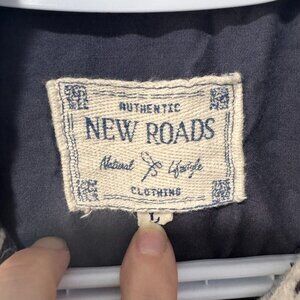 AUTHENTIC
NEW ROADS
Natural Lifestyle
CLOTHING
L